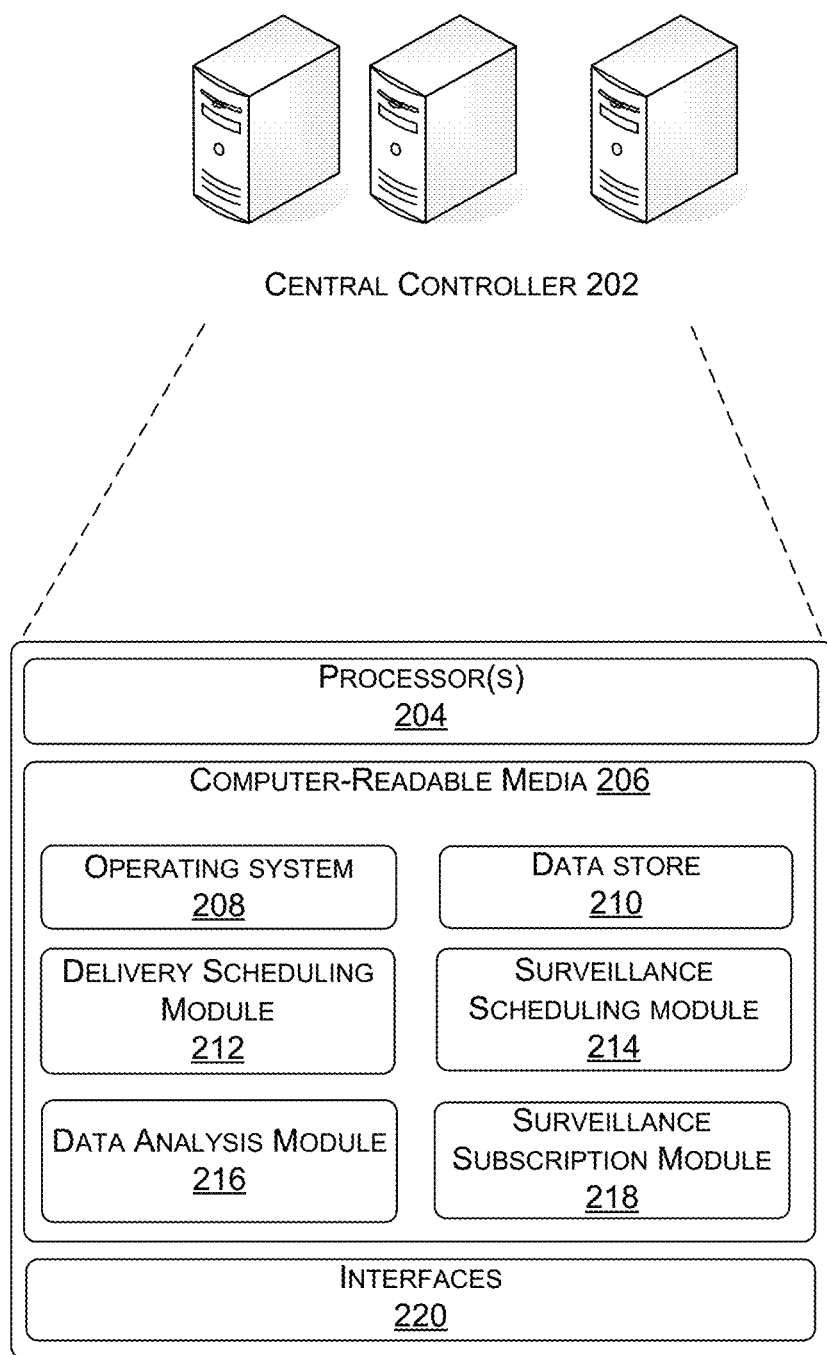 CENTRAL CONTROLLER 202
PROCESSOR(S)
204
COMPUTER-READABLE MEDIA 206
OPERATING SYSTEM
208
DATA STORE
210
DELIVERY SCHEDULING
MODULE
212
SURVEILLANCE
SCHEDULING MODULE
214
DATA ANALYSIS MODULE
216
SURVEILLANCE
SUBSCRIPTION MODULE
218
INTERFACES
220